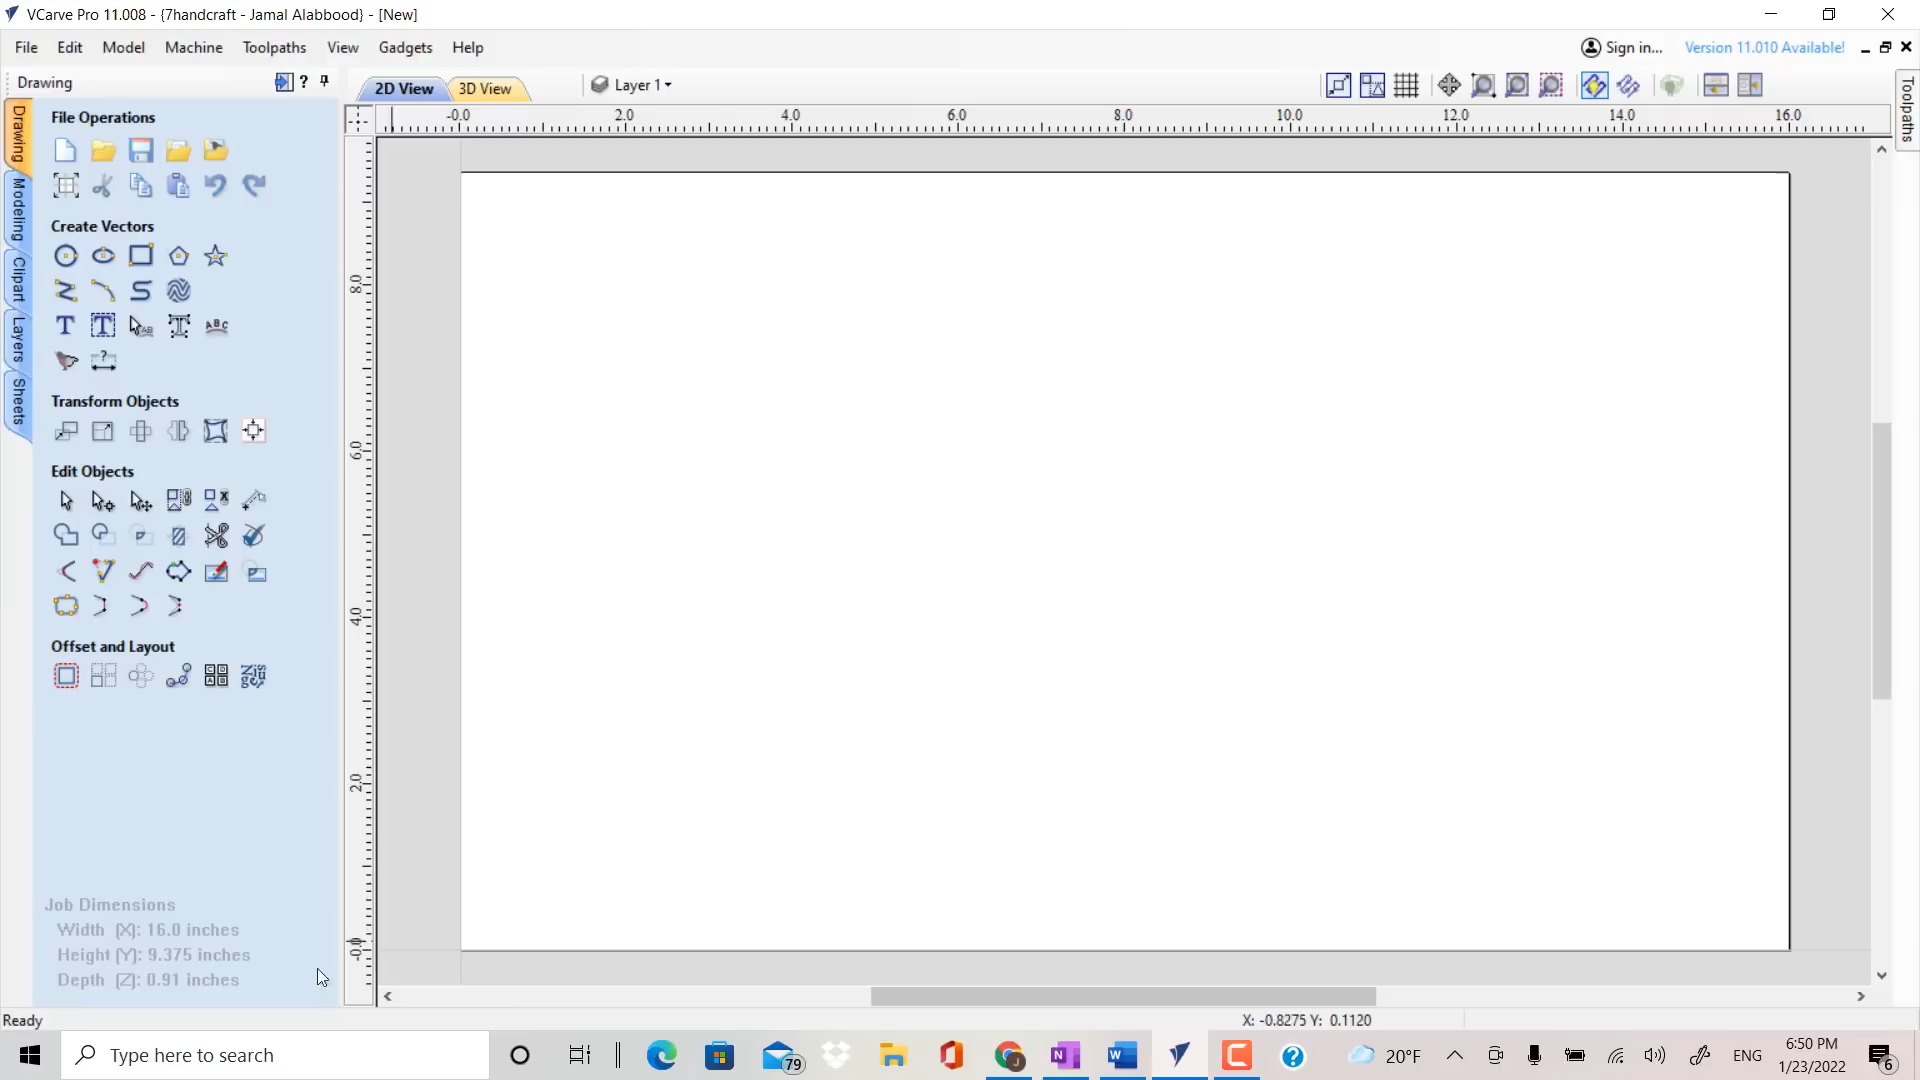 VCarve Pro 11.008 - {7handcraft - Jamal Alabbood} - [New]
File Edit Model Machine Toolpaths View Gadgets Help
Sign in... Version 11.010 Available!
Drawing
2D View 3D View Layer 1
Toolpaths
Drawing
Modeling
Clipart
Layers
Sheets
File Operations
Create Vectors
Transform Objects
Edit Objects
Offset and Layout
-0.0 2.0 4.0 6.0 8.0 10.0 12.0 14.0 16.0
8.0
6.0
4.0
2.0
-0.0
Job Dimensions
Width (X): 16.0 inches
Height (Y): 9.375 inches
Depth (Z): 0.91 inches
Ready
X: -0.8275 Y: 0.1120
Type here to search
79
20°F
ENG
6:50 PM
1/23/2022
6